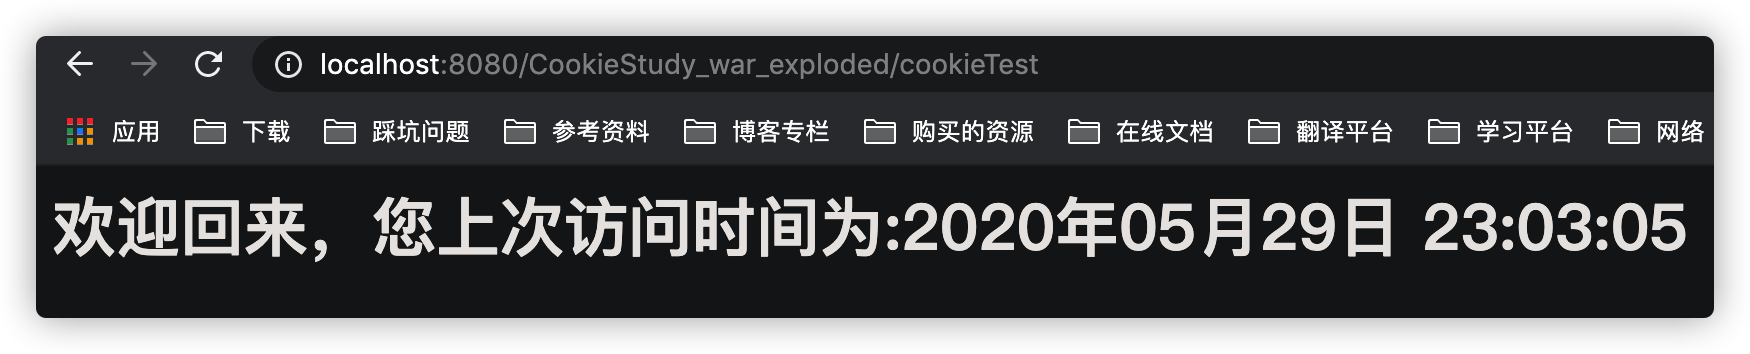 localhost:8080/CookieStudy_war_exploded/cookieTest
应用 下载 踩坑问题 参考资料 博客专栏 购买的资源 在线文档 翻译平台 学习平台 网络
欢迎回来，您上次访问时间为:2020年05月29日 23:03:05